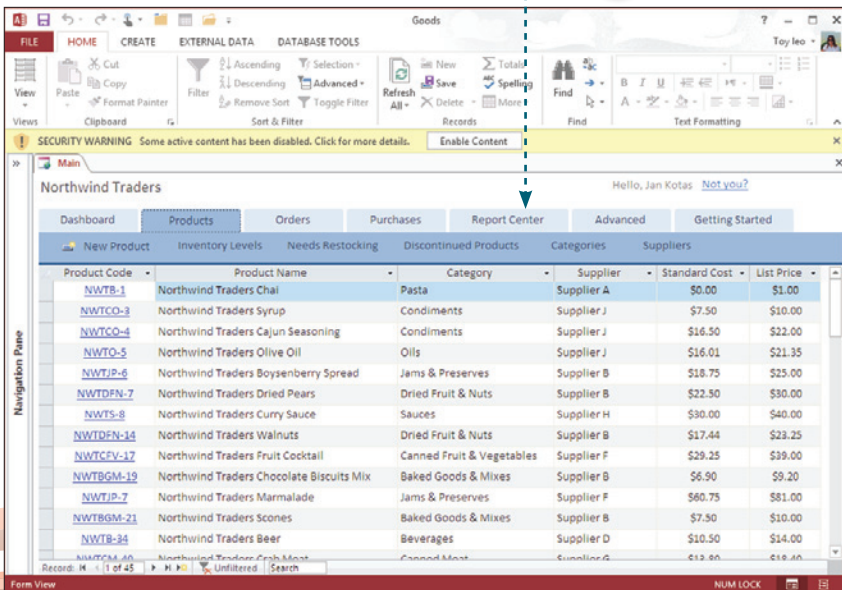 Goods
Toy leo
FILE HOME CREATE EXTERNAL DATA DATABASE TOOLS
View Paste Cut Copy Format Painter Filter Ascending Descending Remove Sort Selection Advanced Toggle Filter Refresh All New Save Delete Totals Spelling More Find B I U A
Views Clipboard Sort & Filter Records Find Text Formatting
SECURITY WARNING Some active content has been disabled. Click for more details. Enable Content
Main
Northwind Traders Hello, Jan Kotas Not you?
Dashboard Products Orders Purchases Report Center Advanced Getting Started
New Product Inventory Levels Needs Restocking Discontinued Products Categories Suppliers
Product Code Product Name Category Supplier Standard Cost List Price
NWTB-1 Northwind Traders Chai Pasta Supplier A $0.00 $1.00
NWTCO-3 Northwind Traders Syrup Condiments Supplier J $7.50 $10.00
NWTCO-4 Northwind Traders Cajun Seasoning Condiments Supplier J $16.50 $22.00
NWTO-5 Northwind Traders Olive Oil Oils Supplier J $16.01 $21.35
NWTJP-6 Northwind Traders Boysenberry Spread Jams & Preserves Supplier B $18.75 $25.00
NWTDFN-7 Northwind Traders Dried Pears Dried Fruit & Nuts Supplier B $22.50 $30.00
NWTS-8 Northwind Traders Curry Sauce Sauces Supplier H $30.00 $40.00
NWTDFN-14 Northwind Traders Walnuts Dried Fruit & Nuts Supplier B $17.44 $23.25
NWTCFV-17 Northwind Traders Fruit Cocktail Canned Fruit & Vegetables Supplier F $29.25 $39.00
NWTBGM-19 Northwind Traders Chocolate Biscuits Mix Baked Goods & Mixes Supplier B $6.90 $9.20
NWTJP-7 Northwind Traders Marmalade Jams & Preserves Supplier F $60.75 $81.00
NWTBGM-21 Northwind Traders Scones Baked Goods & Mixes Supplier B $7.50 $10.00
NWTB-34 Northwind Traders Beer Beverages Supplier D $10.50 $14.00
NWTCM-40 Northwind Traders Crab Meat Canned Meat Supplier G $13.80 $18.40
Record: 1 of 45 Unfiltered Search
Navigation Pane
Form View NUM LOCK